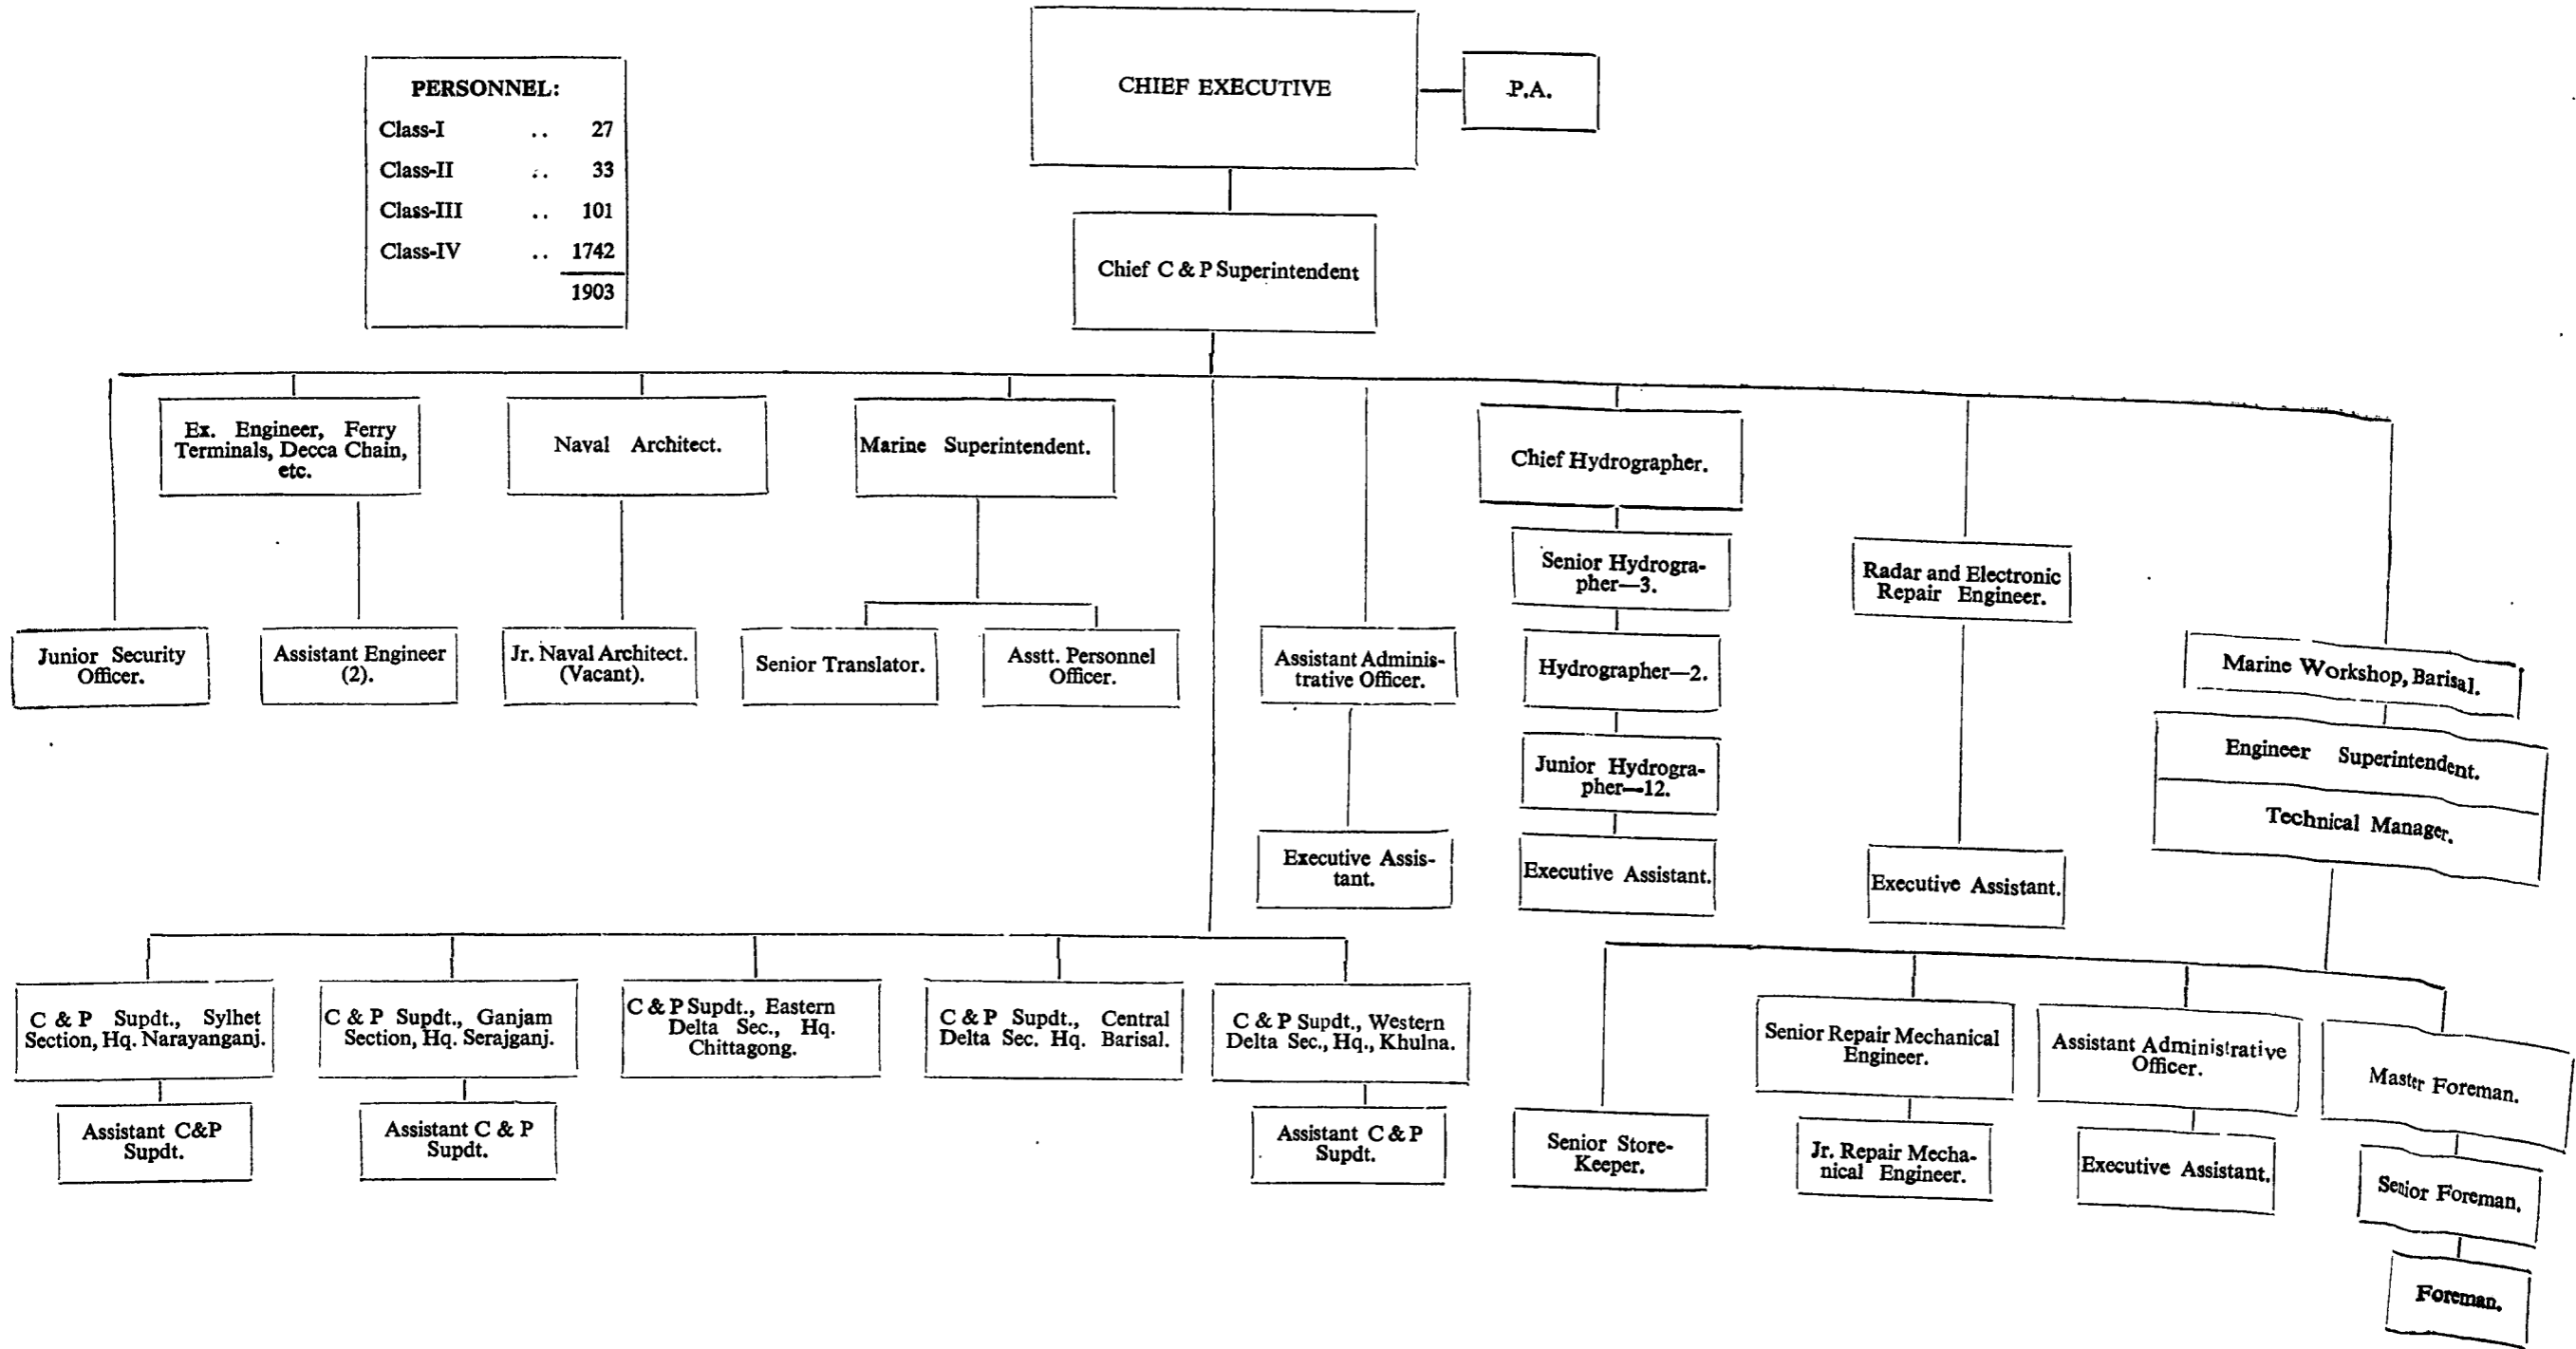 PERSONNEL:
Class-I .. 27
Class-II .. 33
Class-III .. 101
Class-IV .. 1742
1903
CHIEF EXECUTIVE
P.A.
Chief C & P Superintendent
Ex. Engineer, Ferry
Terminals, Decca Chain,
etc.
Naval Architect.
Marine Superintendent.
Chief Hydrographer.
Senior Hydrogra-
pher—3.
Radar and Electronic
Repair Engineer.
Junior Security
Officer.
Assistant Engineer
(2).
Jr. Naval Architect.
(Vacant).
Senior Translator.
Asstt. Personnel
Officer.
Assistant Adminis-
trative Officer.
Hydrographer—2.
Marine Workshop, Barisal.
Junior Hydrogra-
pher—12.
Engineer Superintendent.
Technical Manager.
Executive Assis-
tant.
Executive Assistant.
Executive Assistant.
C & P Supdt., Sylhet
Section, Hq. Narayanganj.
C & P Supdt., Ganjam
Section, Hq. Serajganj.
C & P Supdt., Eastern
Delta Sec., Hq.
Chittagong.
C & P Supdt., Central
Delta Sec. Hq. Barisal.
C & P Supdt., Western
Delta Sec., Hq., Khulna.
Senior Repair Mechanical
Engineer.
Assistant Administrative
Officer.
Master Foreman.
Assistant C&P
Supdt.
Assistant C & P
Supdt.
Assistant C & P
Supdt.
Senior Store-
Keeper.
Jr. Repair Mecha-
nical Engineer.
Executive Assistant.
Senior Foreman.
Foreman.